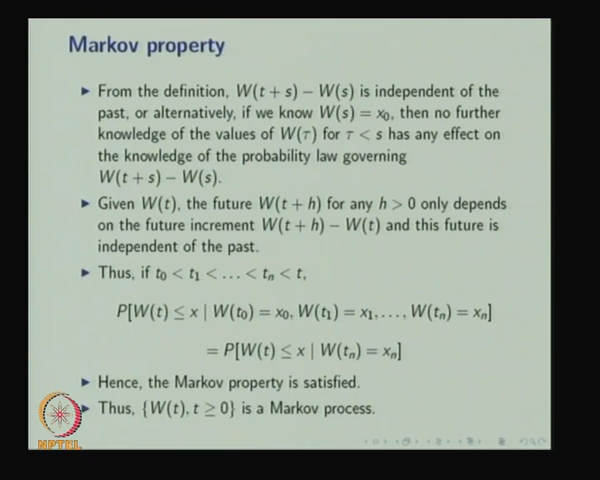 Markov property
From the definition, W(t + s) − W(s) is independent of the
past, or alternatively, if we know W(s) = x₀, then no further
knowledge of the values of W(τ) for τ < s has any effect on
the knowledge of the probability law governing
W(t + s) − W(s).
Given W(t), the future W(t + h) for any h > 0 only depends
on the future increment W(t + h) − W(t) and this future is
independent of the past.
Thus, if t₀ < t₁ < … < tₙ < t,
P[W(t) ≤ x | W(t₀) = x₀, W(t₁) = x₁, …, W(tₙ) = xₙ]
= P[W(t) ≤ x | W(tₙ) = xₙ]
Hence, the Markov property is satisfied.
Thus, {W(t), t ≥ 0} is a Markov process.
NPTEL